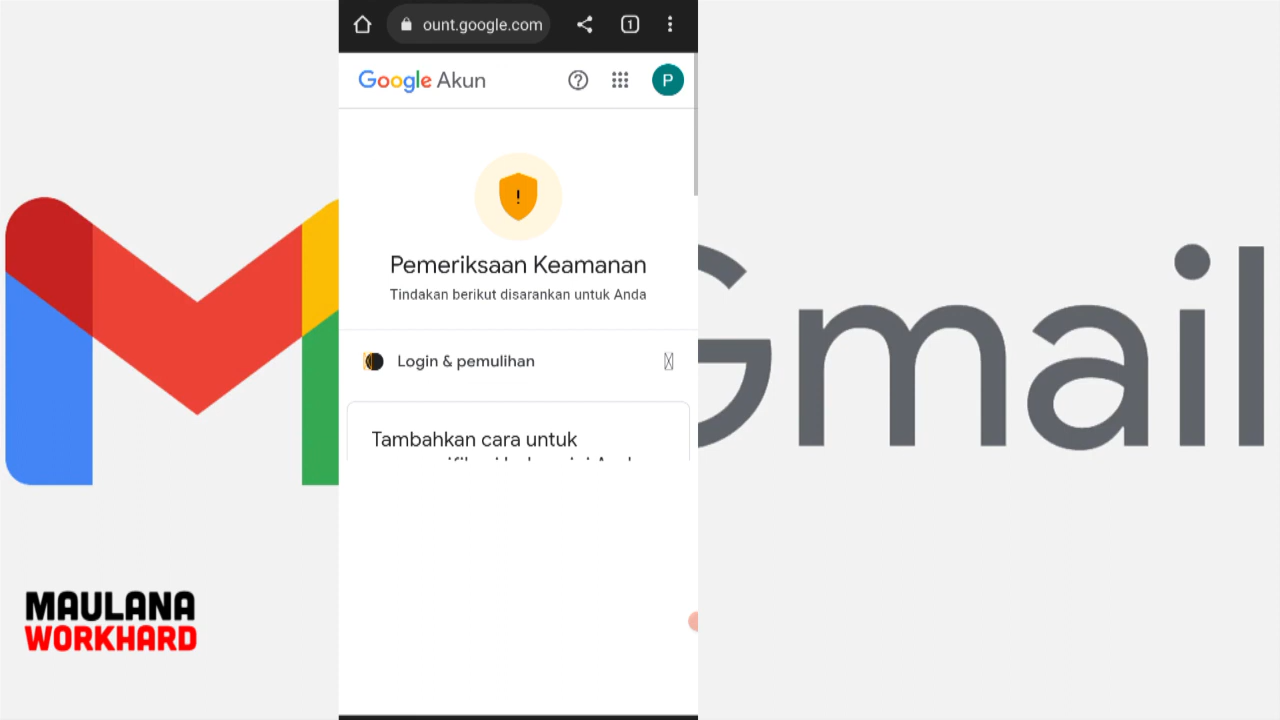 ount.google.com
1
Google Akun
P
Pemeriksaan Keamanan
Tindakan berikut disarankan untuk Anda
Login & pemulihan
Tambahkan cara untuk
Gmail
MAULANA
WORKHARD